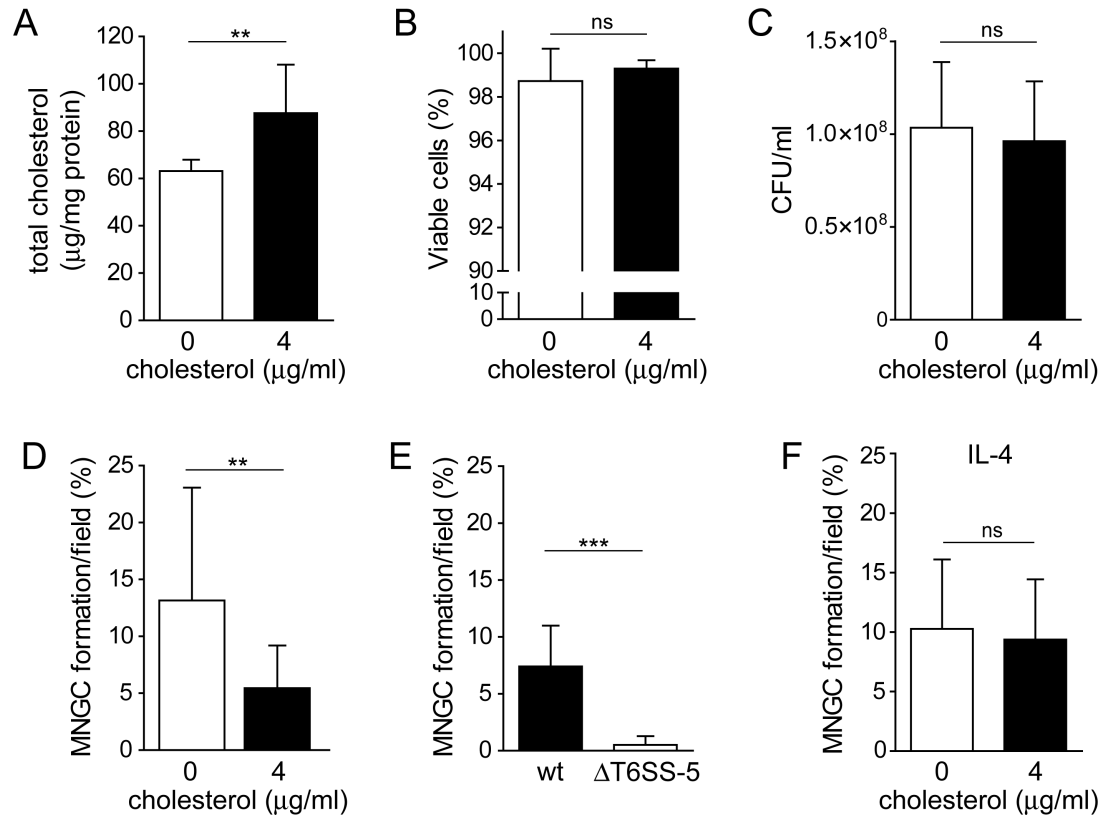 A
total cholesterol
(μg/mg protein)
120
100
80
60
40
20
0
**
0 4
cholesterol (μg/ml)
B
Viable cells (%)
100
98
96
94
92
90
10
0
ns
0 4
cholesterol (μg/ml)
C
CFU/ml
1.5×10⁸
1.0×10⁸
0.5×10⁸
0
ns
0 4
cholesterol (μg/ml)
D
MNGC formation/field (%)
25
20
15
10
5
0
**
0 4
cholesterol (μg/ml)
E
MNGC formation/field (%)
25
20
15
10
5
0
***
wt ΔT6SS-5
F
MNGC formation/field (%)
IL-4
25
20
15
10
5
0
ns
0 4
cholesterol (μg/ml)